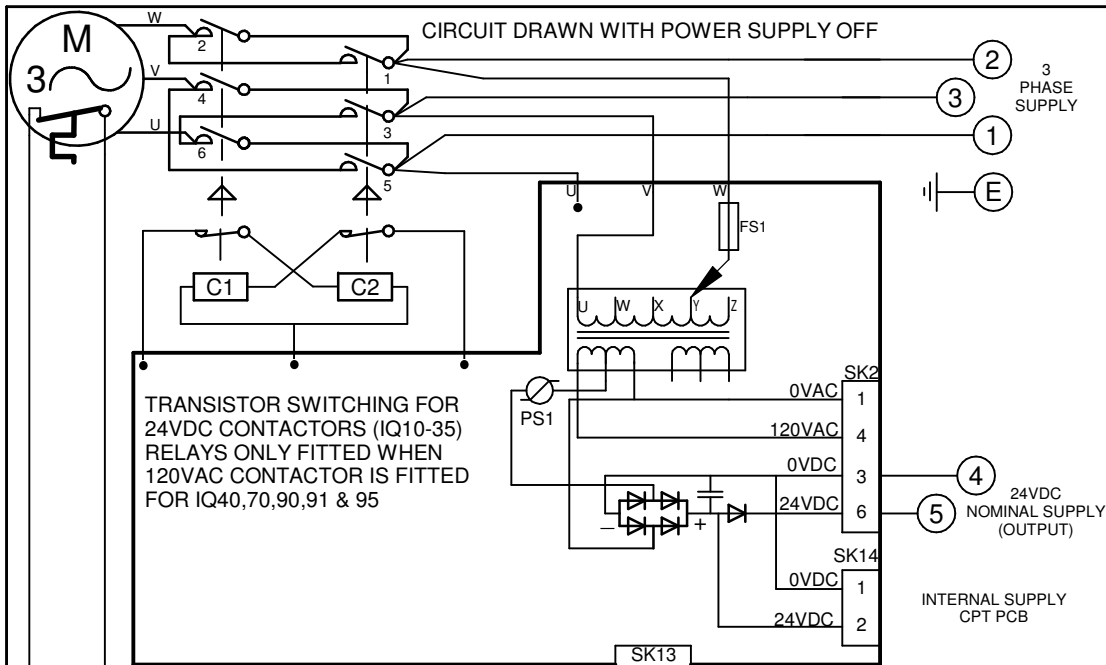 CIRCUIT DRAWN WITH POWER SUPPLY OFF
W
2
M
3
V
4
U
6
1
3
5
2
3
1
E
3
PHASE
SUPPLY
U
V
W
FS1
C1
C2
U W X Y Z
PS1
TRANSISTOR SWITCHING FOR
24VDC CONTACTORS (IQ10-35)
RELAYS ONLY FITTED WHEN
120VAC CONTACTOR IS FITTED
FOR IQ40,70,90,91 & 95
SK2
0VAC 1
120VAC 4
0VDC 3
24VDC 6
4
5
24VDC
NOMINAL SUPPLY
(OUTPUT)
− +
SK14
0VDC 1
24VDC 2
INTERNAL SUPPLY
CPT PCB
SK13